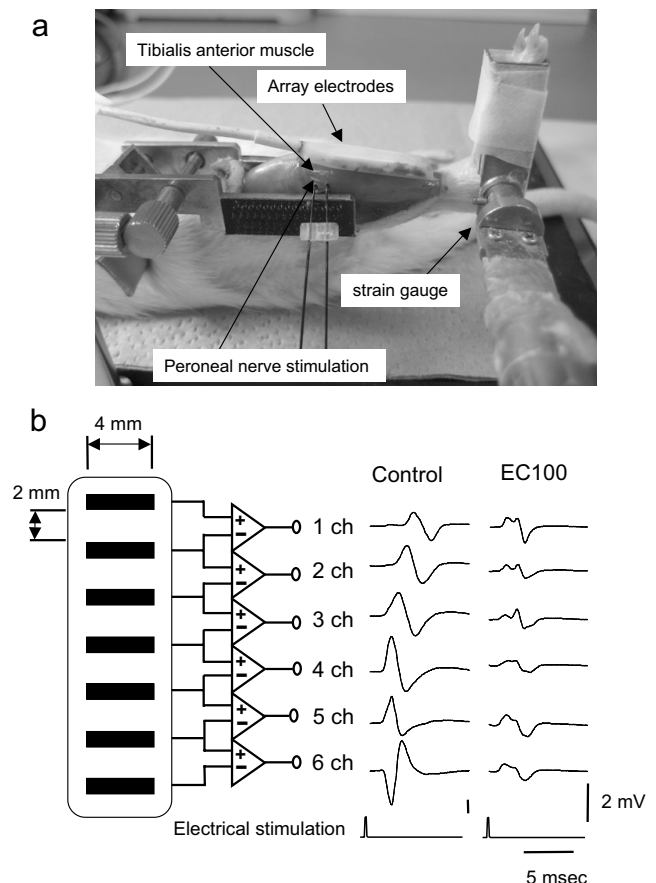 a
Tibialis anterior muscle
Array electrodes
strain gauge
Peroneal nerve stimulation
b
4 mm
2 mm
Control EC100
1 ch
2 ch
3 ch
4 ch
5 ch
6 ch
2 mV
Electrical stimulation
5 msec